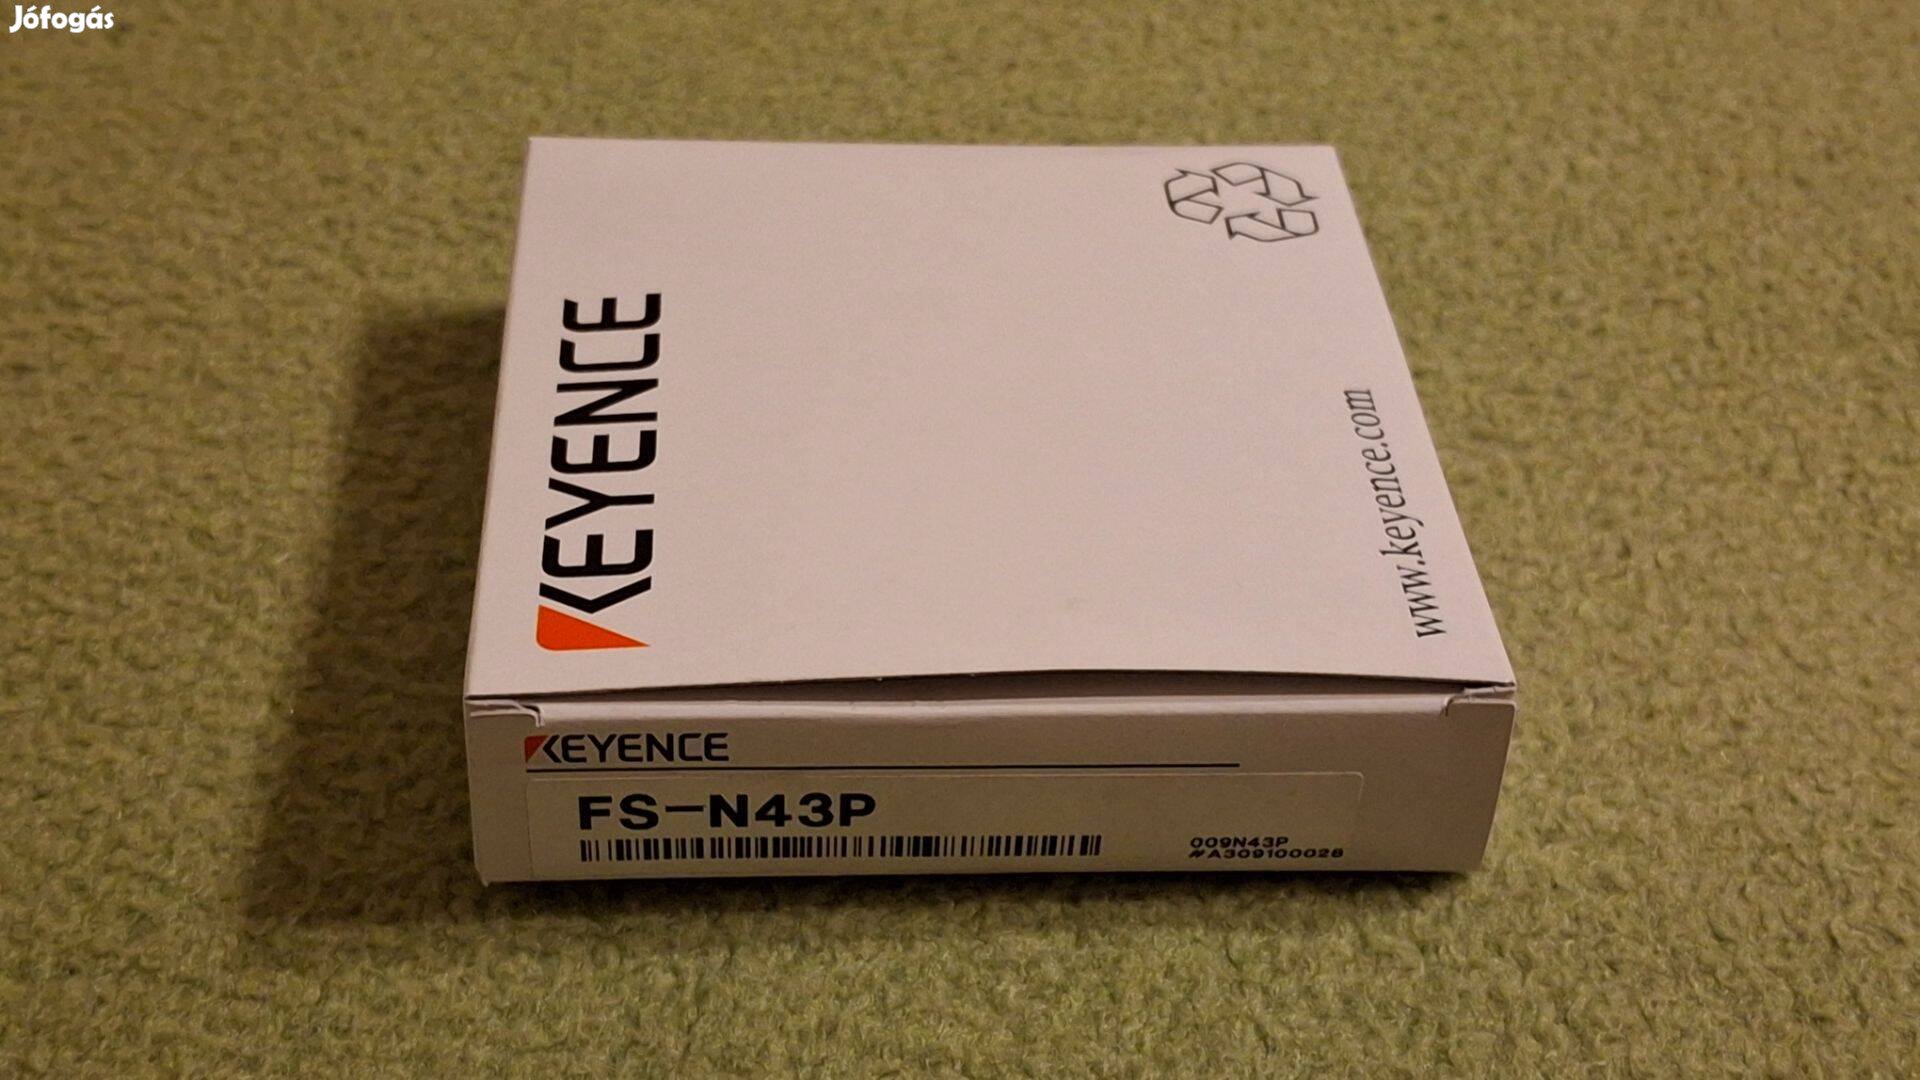 Jófogás
KEYENCE
www.keyence.com
KEYENCE
FS-N43P
009N43P
#A309100028